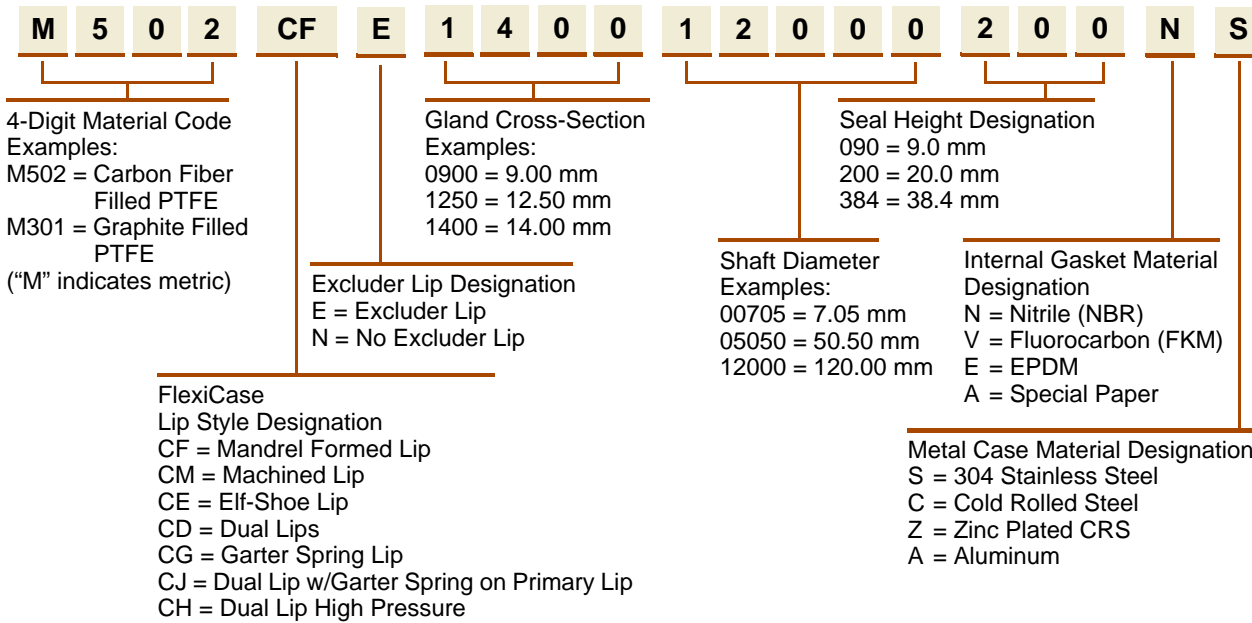 M 5 0 2 CF E 1 4 0 0 1 2 0 0 0 2 0 0 N S
4-Digit Material Code
Examples:
M502 = Carbon Fiber
Filled PTFE
M301 = Graphite Filled
PTFE
(“M” indicates metric)
Gland Cross-Section
Examples:
0900 = 9.00 mm
1250 = 12.50 mm
1400 = 14.00 mm
Seal Height Designation
090 = 9.0 mm
200 = 20.0 mm
384 = 38.4 mm
Excluder Lip Designation
E = Excluder Lip
N = No Excluder Lip
Shaft Diameter
Examples:
00705 = 7.05 mm
05050 = 50.50 mm
12000 = 120.00 mm
Internal Gasket Material
Designation
N = Nitrile (NBR)
V = Fluorocarbon (FKM)
E = EPDM
A = Special Paper
FlexiCase
Lip Style Designation
CF = Mandrel Formed Lip
CM = Machined Lip
CE = Elf-Shoe Lip
CD = Dual Lips
CG = Garter Spring Lip
CJ = Dual Lip w/Garter Spring on Primary Lip
CH = Dual Lip High Pressure
Metal Case Material Designation
S = 304 Stainless Steel
C = Cold Rolled Steel
Z = Zinc Plated CRS
A = Aluminum